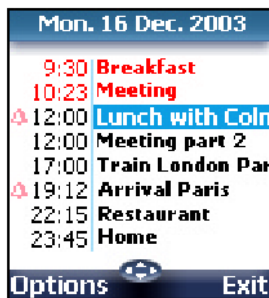 Mon. 16 Dec. 2003
9:30 Breakfast
10:23 Meeting
12:00 Lunch with Coln
12:00 Meeting part 2
17:00 Train London Par
19:12 Arrival Paris
22:15 Restaurant
23:45 Home
Options Exit